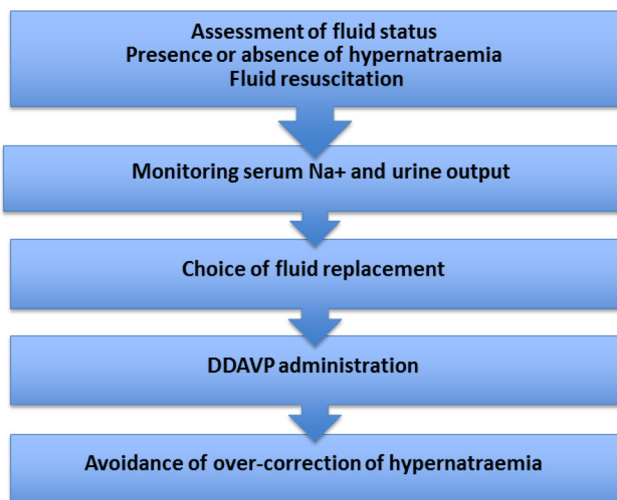 Assessment of fluid status
Presence or absence of hypernatraemia
Fluid resuscitation
Monitoring serum Na+ and urine output
Choice of fluid replacement
DDAVP administration
Avoidance of over-correction of hypernatraemia